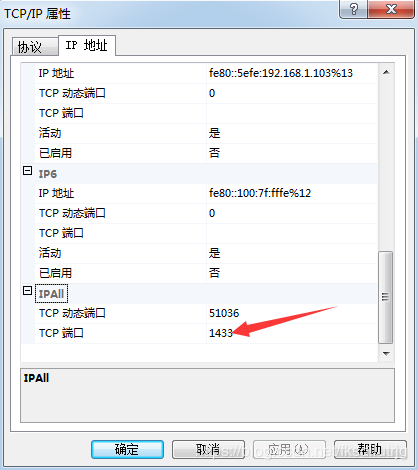 TCP/IP 属性
协议
IP 地址
IP 地址 fe80::5efe:192.168.1.103%13
TCP 动态端口 0
TCP 端口
活动 是
已启用 否
IP6
IP 地址 fe80::100:7f:fffe%12
TCP 动态端口 0
TCP 端口
活动 是
已启用 否
IPAll
TCP 动态端口 51036
TCP 端口 1433
IPAll
确定 取消 应用(A) 帮助